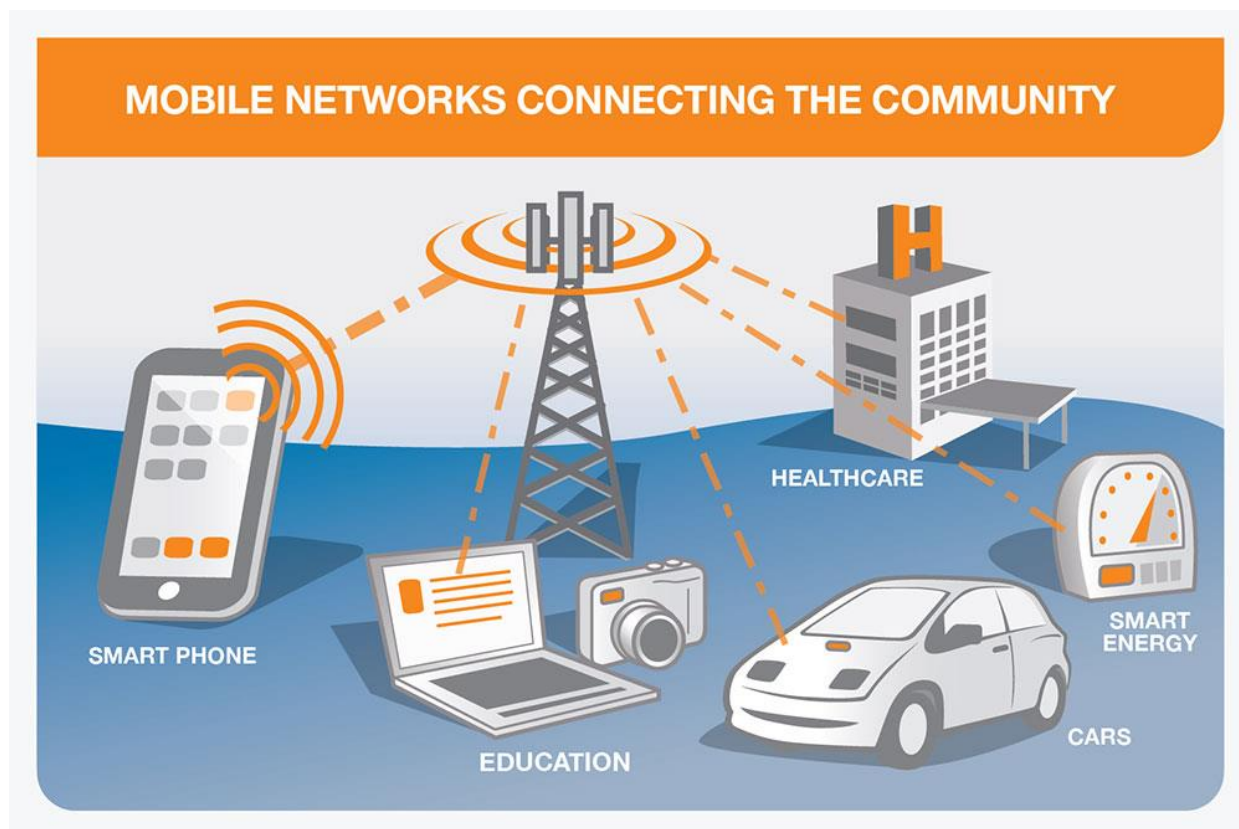 MOBILE NETWORKS CONNECTING THE COMMUNITY
H
HEALTHCARE
SMART PHONE
SMART
ENERGY
CARS
EDUCATION